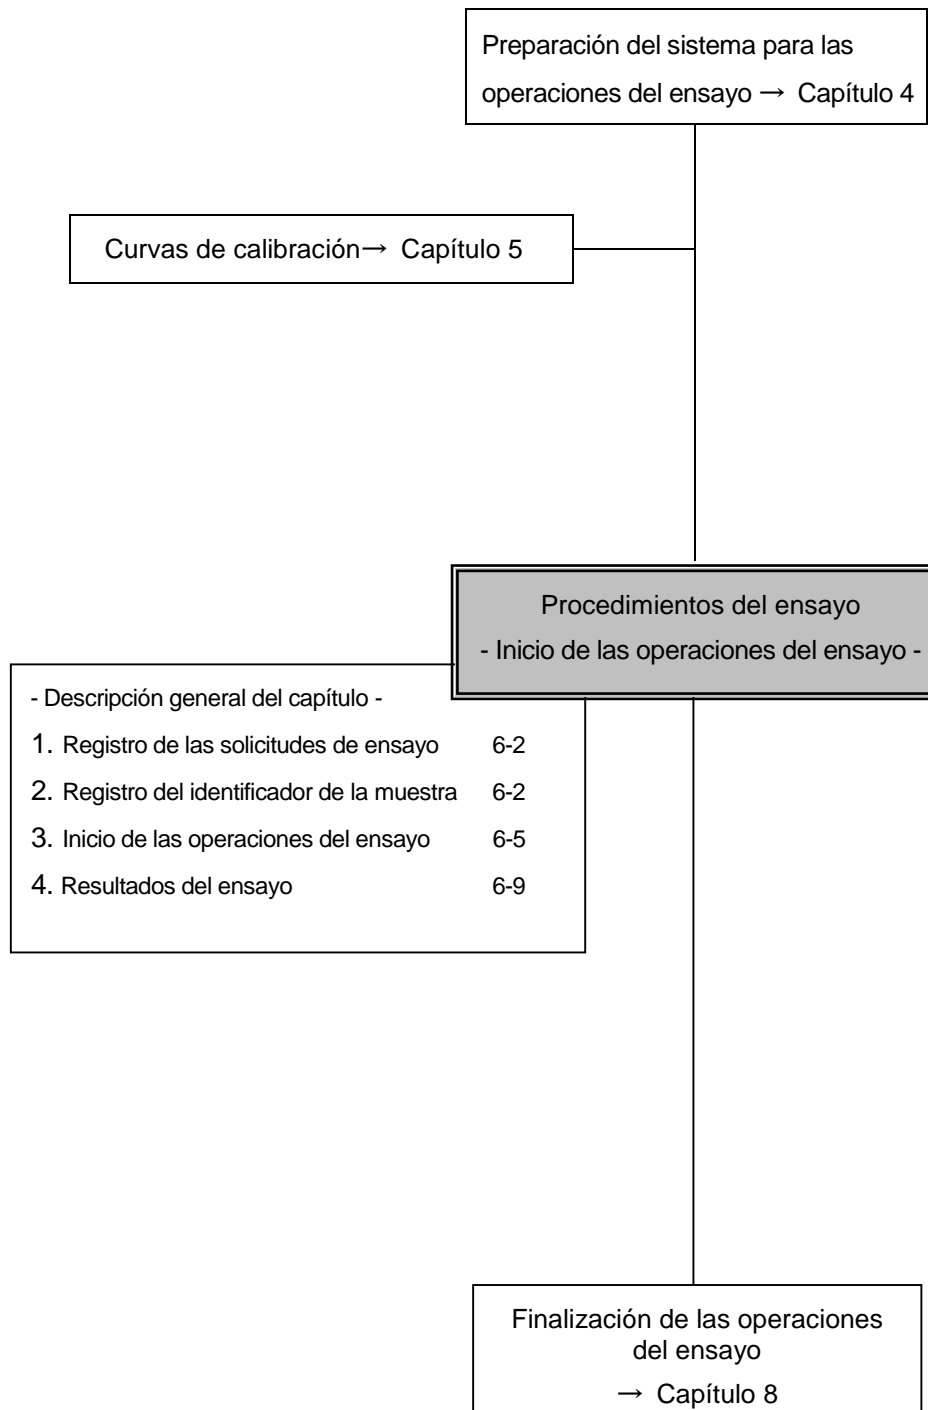 Preparación del sistema para las
operaciones del ensayo → Capítulo 4
Curvas de calibración→ Capítulo 5
Procedimientos del ensayo
- Inicio de las operaciones del ensayo -
- Descripción general del capítulo -
1. Registro de las solicitudes de ensayo 6-2
2. Registro del identificador de la muestra 6-2
3. Inicio de las operaciones del ensayo 6-5
4. Resultados del ensayo 6-9
Finalización de las operaciones
del ensayo
→ Capítulo 8